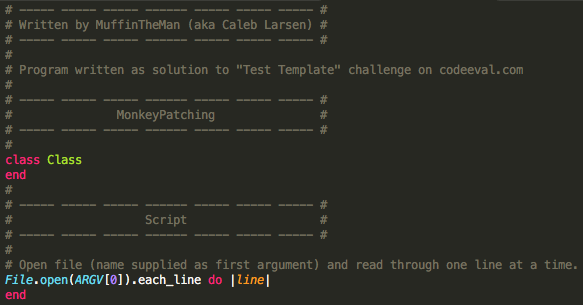 # ----- ----- ----- ----- ----- ----- #
# Written by MuffinTheMan (aka Caleb Larsen) #
# ----- ----- ----- ----- ----- ----- #
#
# Program written as solution to "Test Template" challenge on codeeval.com
#
# ----- ----- ----- ----- ----- ----- #
# MonkeyPatching #
# ----- ----- ----- ----- ----- ----- #
#
class Class
end
#
# ----- ----- ----- ----- ----- ----- #
# Script #
# ----- ----- ----- ----- ----- ----- #
#
# Open file (name supplied as first argument) and read through one line at a time.
File.open(ARGV[0]).each_line do |line|
end